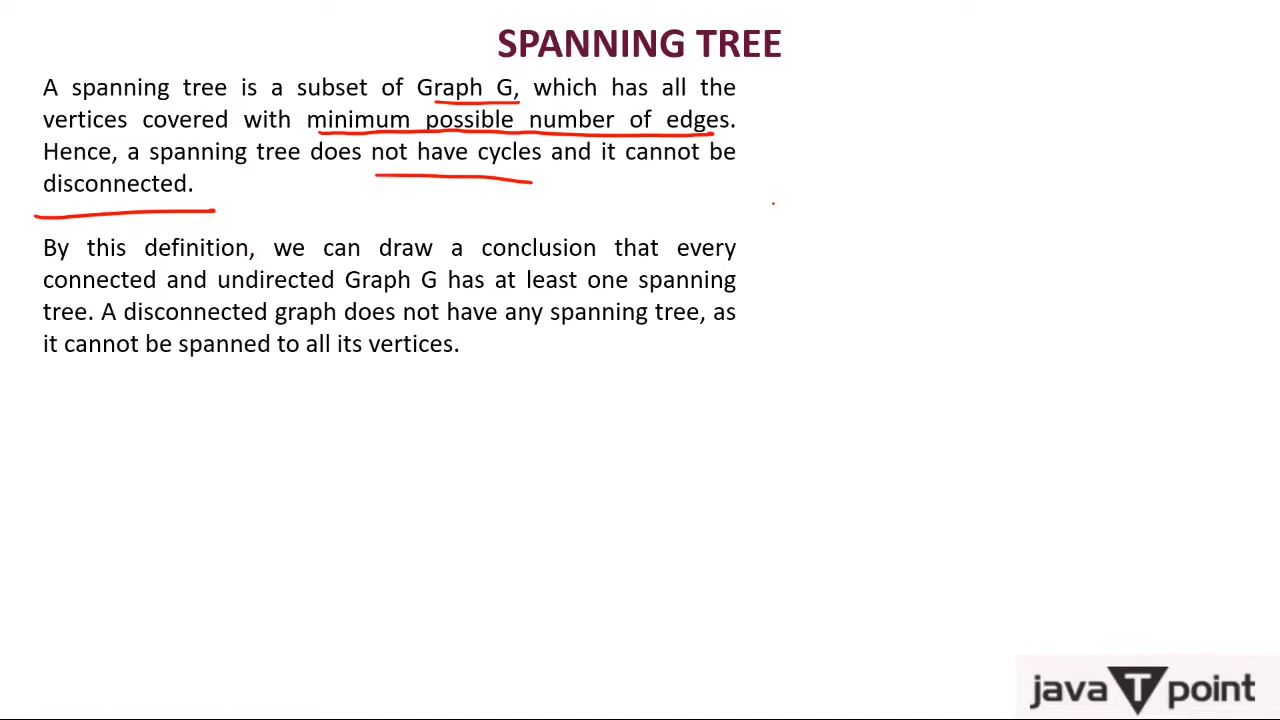 SPANNING TREE
A spanning tree is a subset of Graph G, which has all the
vertices covered with minimum possible number of edges.
Hence, a spanning tree does not have cycles and it cannot be
disconnected.
By this definition, we can draw a conclusion that every
connected and undirected Graph G has at least one spanning
tree. A disconnected graph does not have any spanning tree, as
it cannot be spanned to all its vertices.
java T point